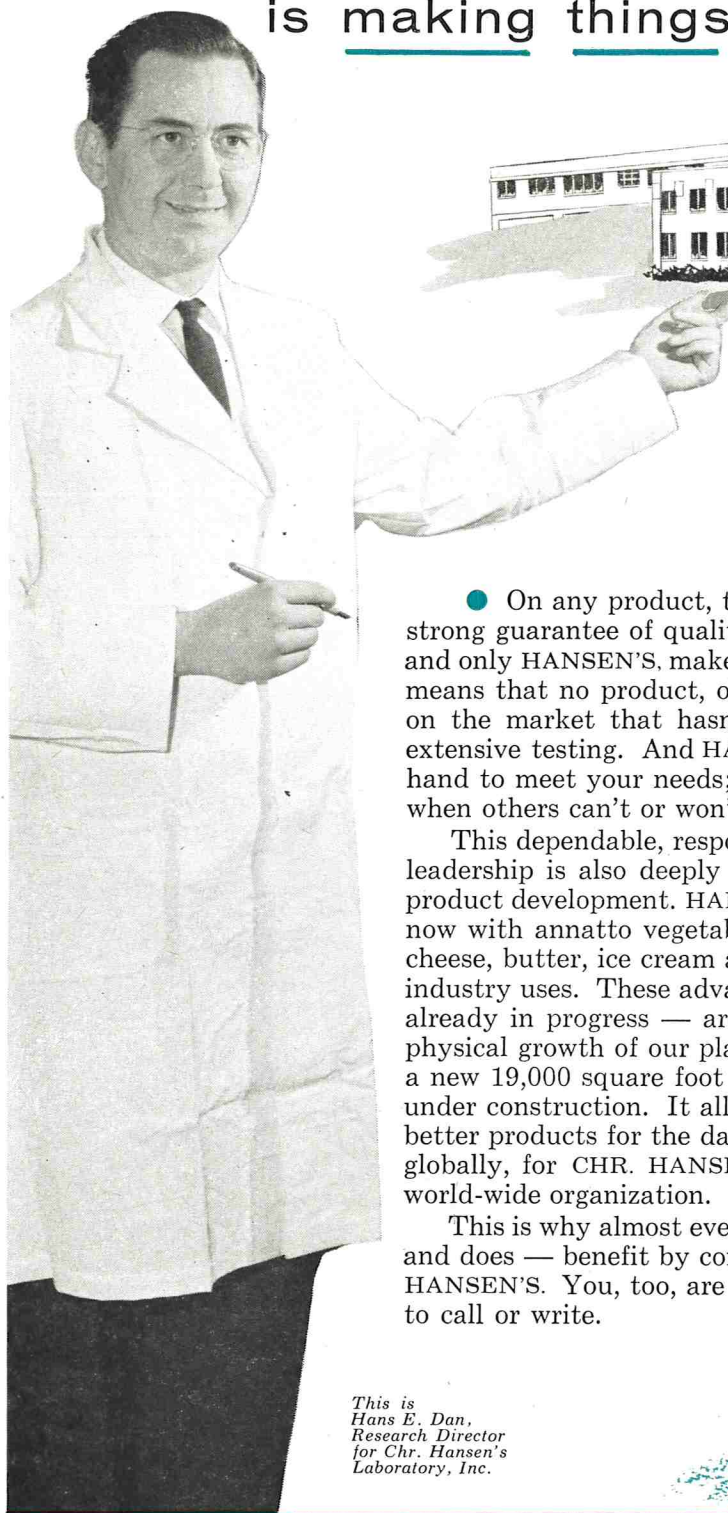 is making things
● On any product, t
strong guarantee of qualit
and only HANSEN'S, make
means that no product, o
on the market that hasn
extensive testing. And HA
hand to meet your needs;
when others can't or won'
This dependable, respo
leadership is also deeply
product development. HAN
now with annatto vegetab
cheese, butter, ice cream a
industry uses. These adva
already in progress — ar
physical growth of our pla
a new 19,000 square foot
under construction. It all
better products for the da
globally, for CHR. HANSE
world-wide organization.
This is why almost eve
and does — benefit by co
HANSEN'S. You, too, are
to call or write.
This is
Hans E. Dan,
Research Director
for Chr. Hansen's
Laboratory, Inc.